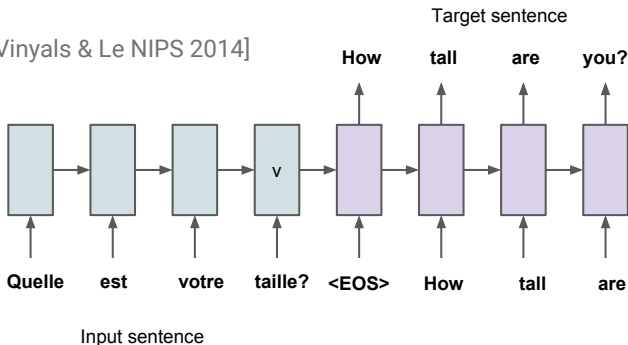 Target sentence
Vinyals & Le NIPS 2014]
How tall are you?
v
Quelle est votre taille? <EOS> How tall are
Input sentence